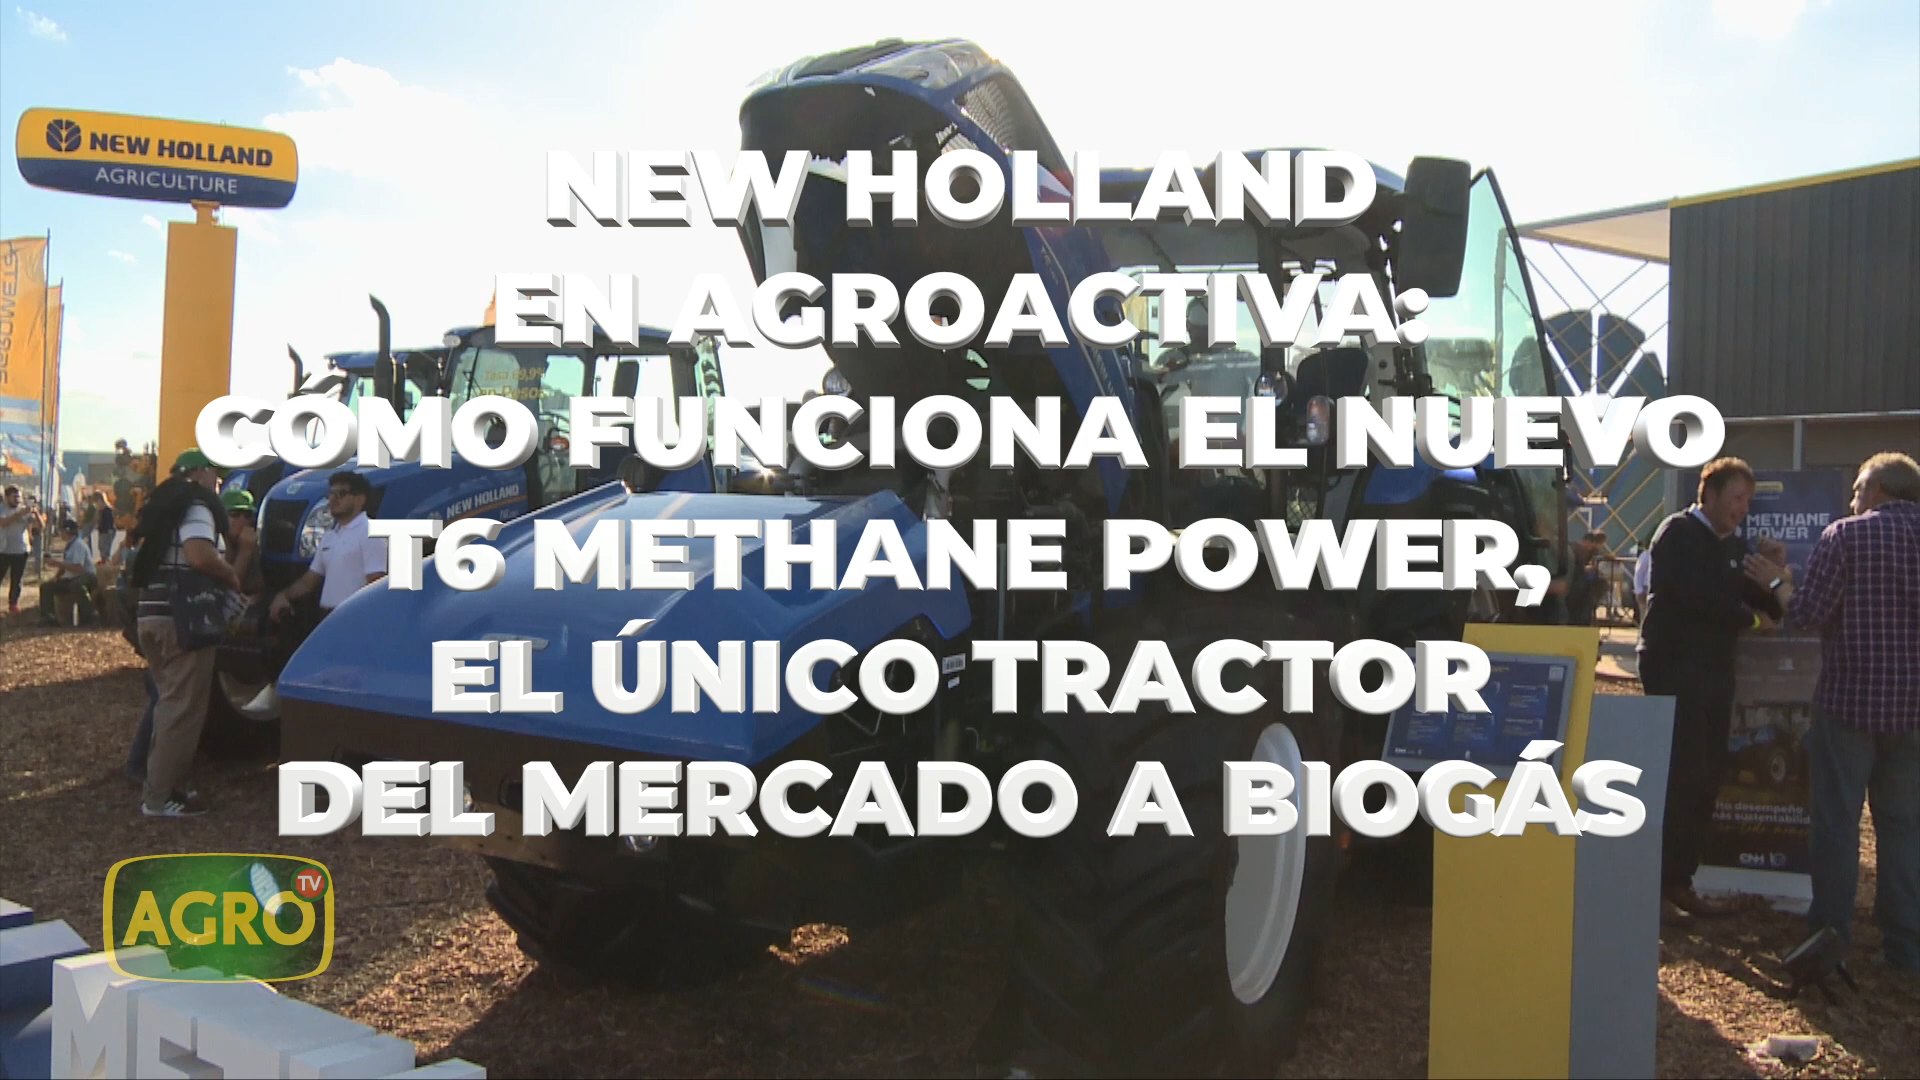 NEW HOLLAND
AGRICULTURE
NEW HOLLAND
EN AGROACTIVA:
CÓMO FUNCIONA EL NUEVO
T6 METHANE POWER,
EL ÚNICO TRACTOR
DEL MERCADO A BIOGÁS
NEW HOLLAND
METHANE
POWER
CNH
AGRO TV